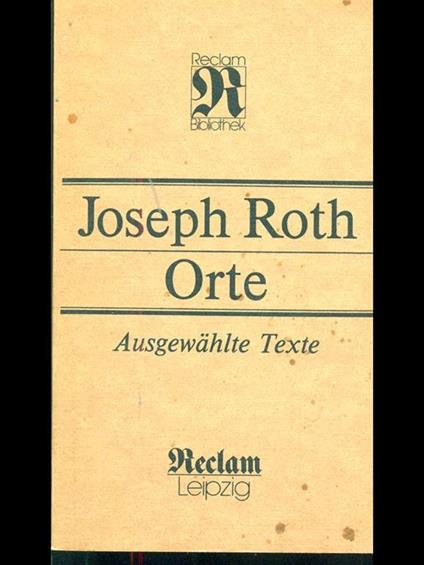 Reclam
R
Bibliothek
Joseph Roth
Orte
Ausgewählte Texte
Reclam
Leipzig